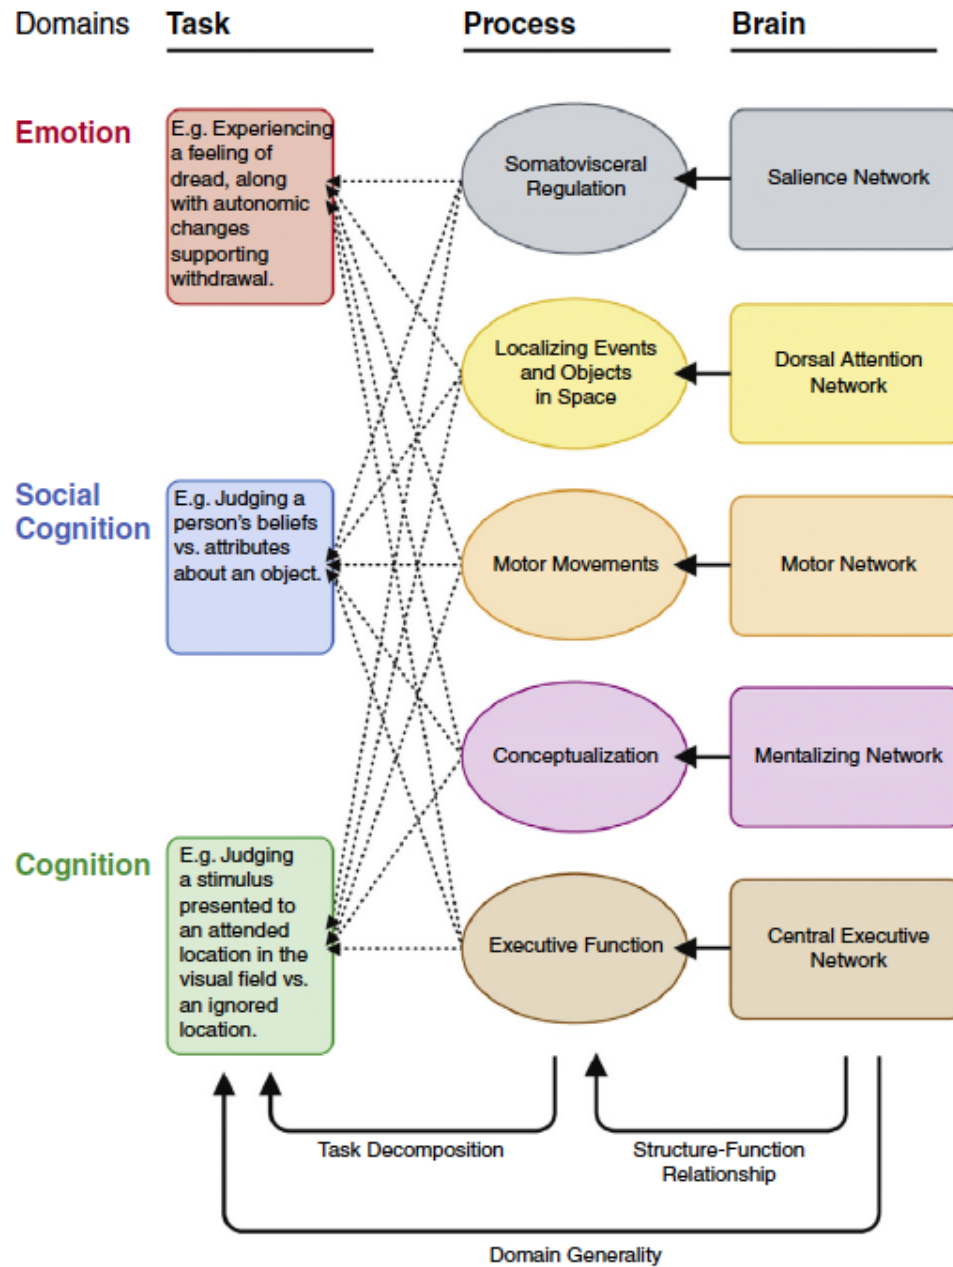 Domains Task Process Brain
Emotion
E.g. Experiencing
a feeling of
dread, along
with autonomic
changes
supporting
withdrawal.
Somatovisceral
Regulation
Salience Network
Localizing Events
and Objects
in Space
Dorsal Attention
Network
Social
Cognition
E.g. Judging a
person's beliefs
vs. attributes
about an object.
Motor Movements
Motor Network
Conceptualization
Mentalizing Network
Cognition
E.g. Judging
a stimulus
presented to
an attended
location in the
visual field vs.
an ignored
location.
Executive Function
Central Executive
Network
Task Decomposition
Structure-Function
Relationship
Domain Generality